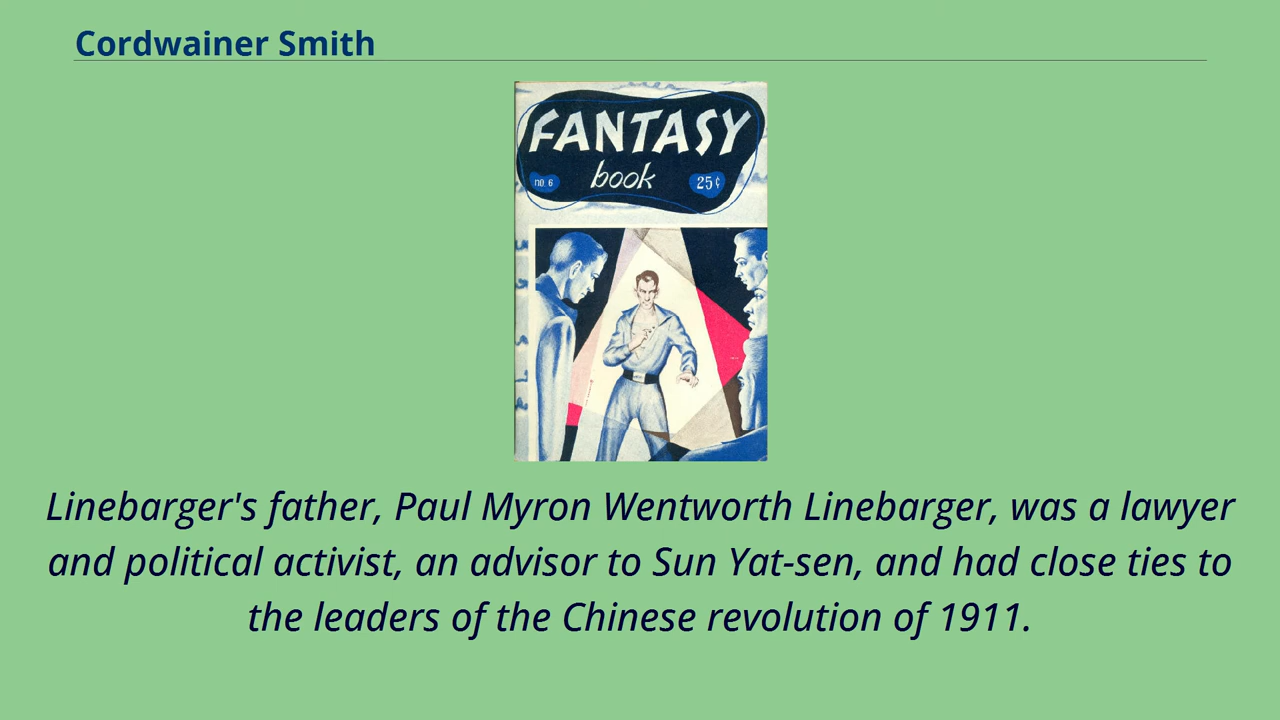 Cordwainer Smith
FANTASY
book
no. 6
25¢
Linebarger's father, Paul Myron Wentworth Linebarger, was a lawyer
and political activist, an advisor to Sun Yat-sen, and had close ties to
the leaders of the Chinese revolution of 1911.